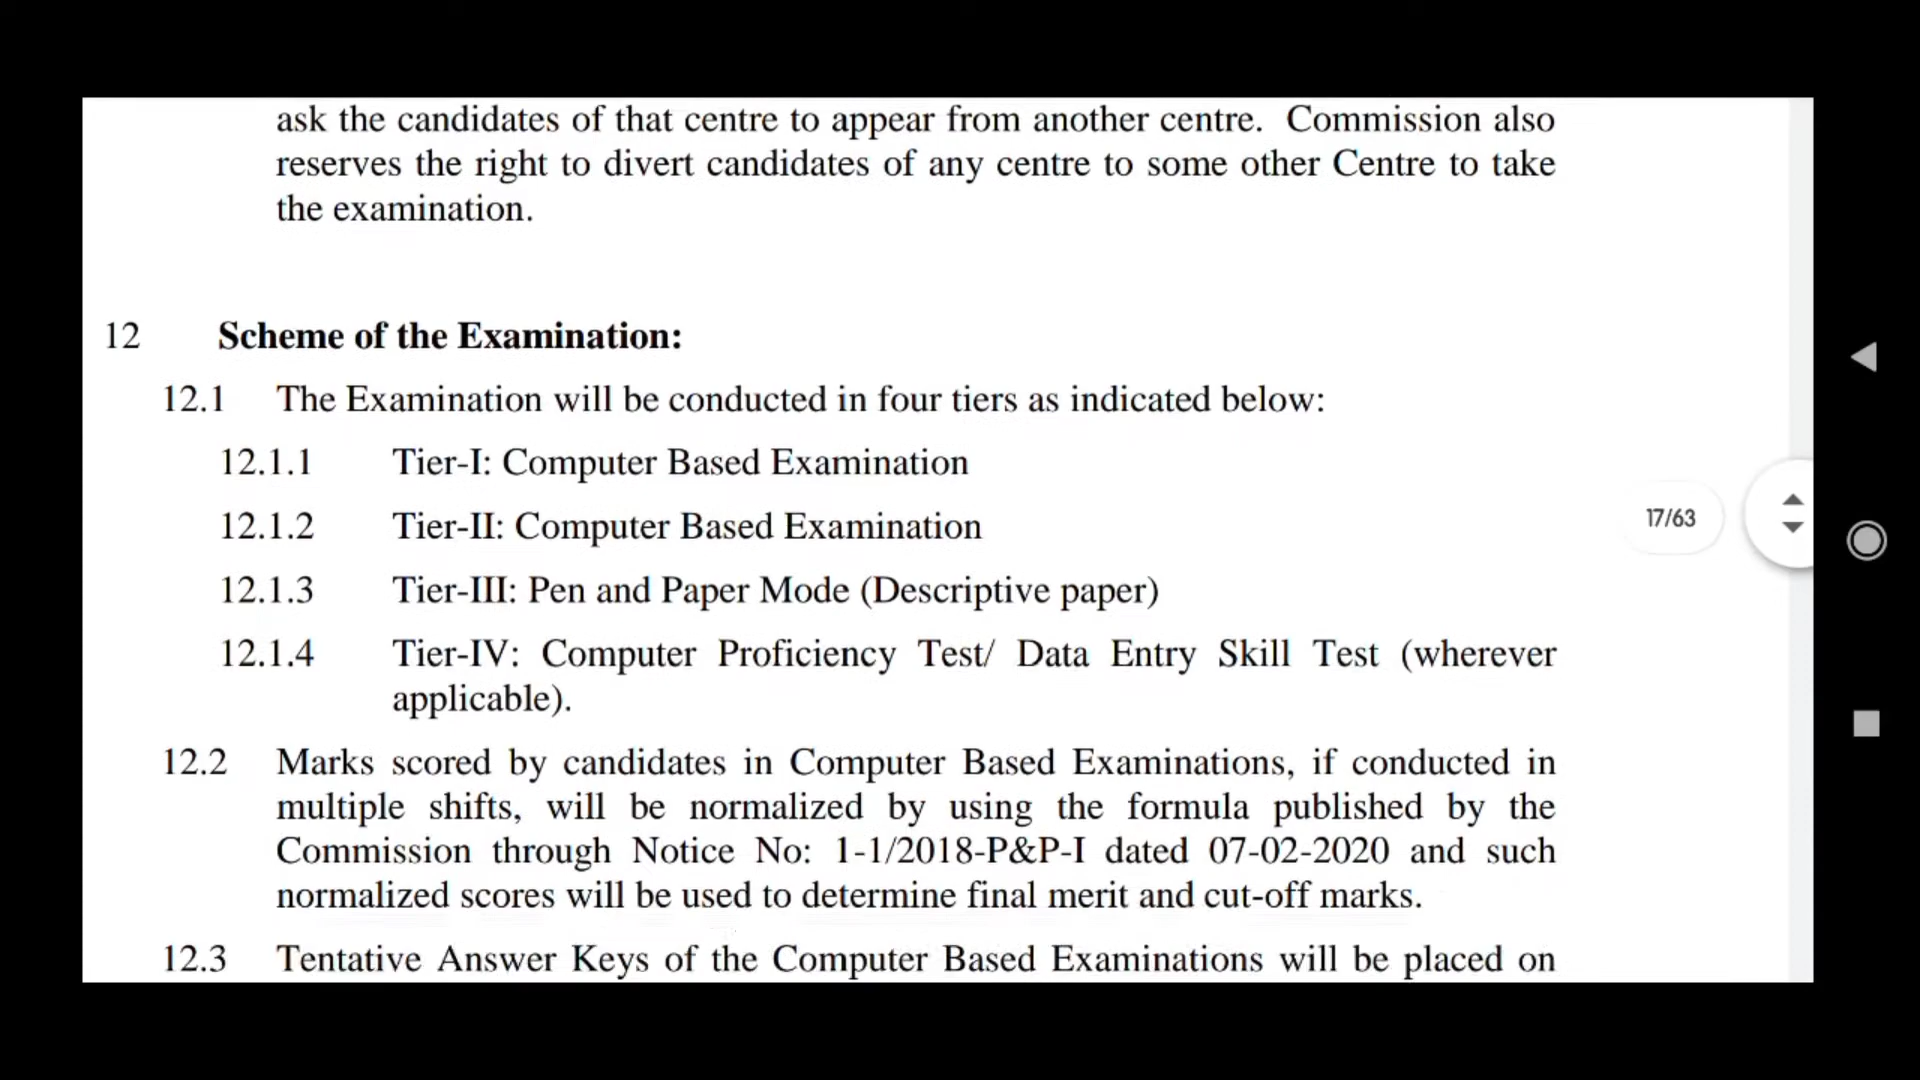 ask the candidates of that centre to appear from another centre. Commission also
reserves the right to divert candidates of any centre to some other Centre to take
the examination.
12 Scheme of the Examination:
12.1 The Examination will be conducted in four tiers as indicated below:
12.1.1 Tier-I: Computer Based Examination
12.1.2 Tier-II: Computer Based Examination
17/63
12.1.3 Tier-III: Pen and Paper Mode (Descriptive paper)
12.1.4 Tier-IV: Computer Proficiency Test/ Data Entry Skill Test (wherever
applicable).
12.2 Marks scored by candidates in Computer Based Examinations, if conducted in
multiple shifts, will be normalized by using the formula published by the
Commission through Notice No: 1-1/2018-P&P-I dated 07-02-2020 and such
normalized scores will be used to determine final merit and cut-off marks.
12.3 Tentative Answer Keys of the Computer Based Examinations will be placed on